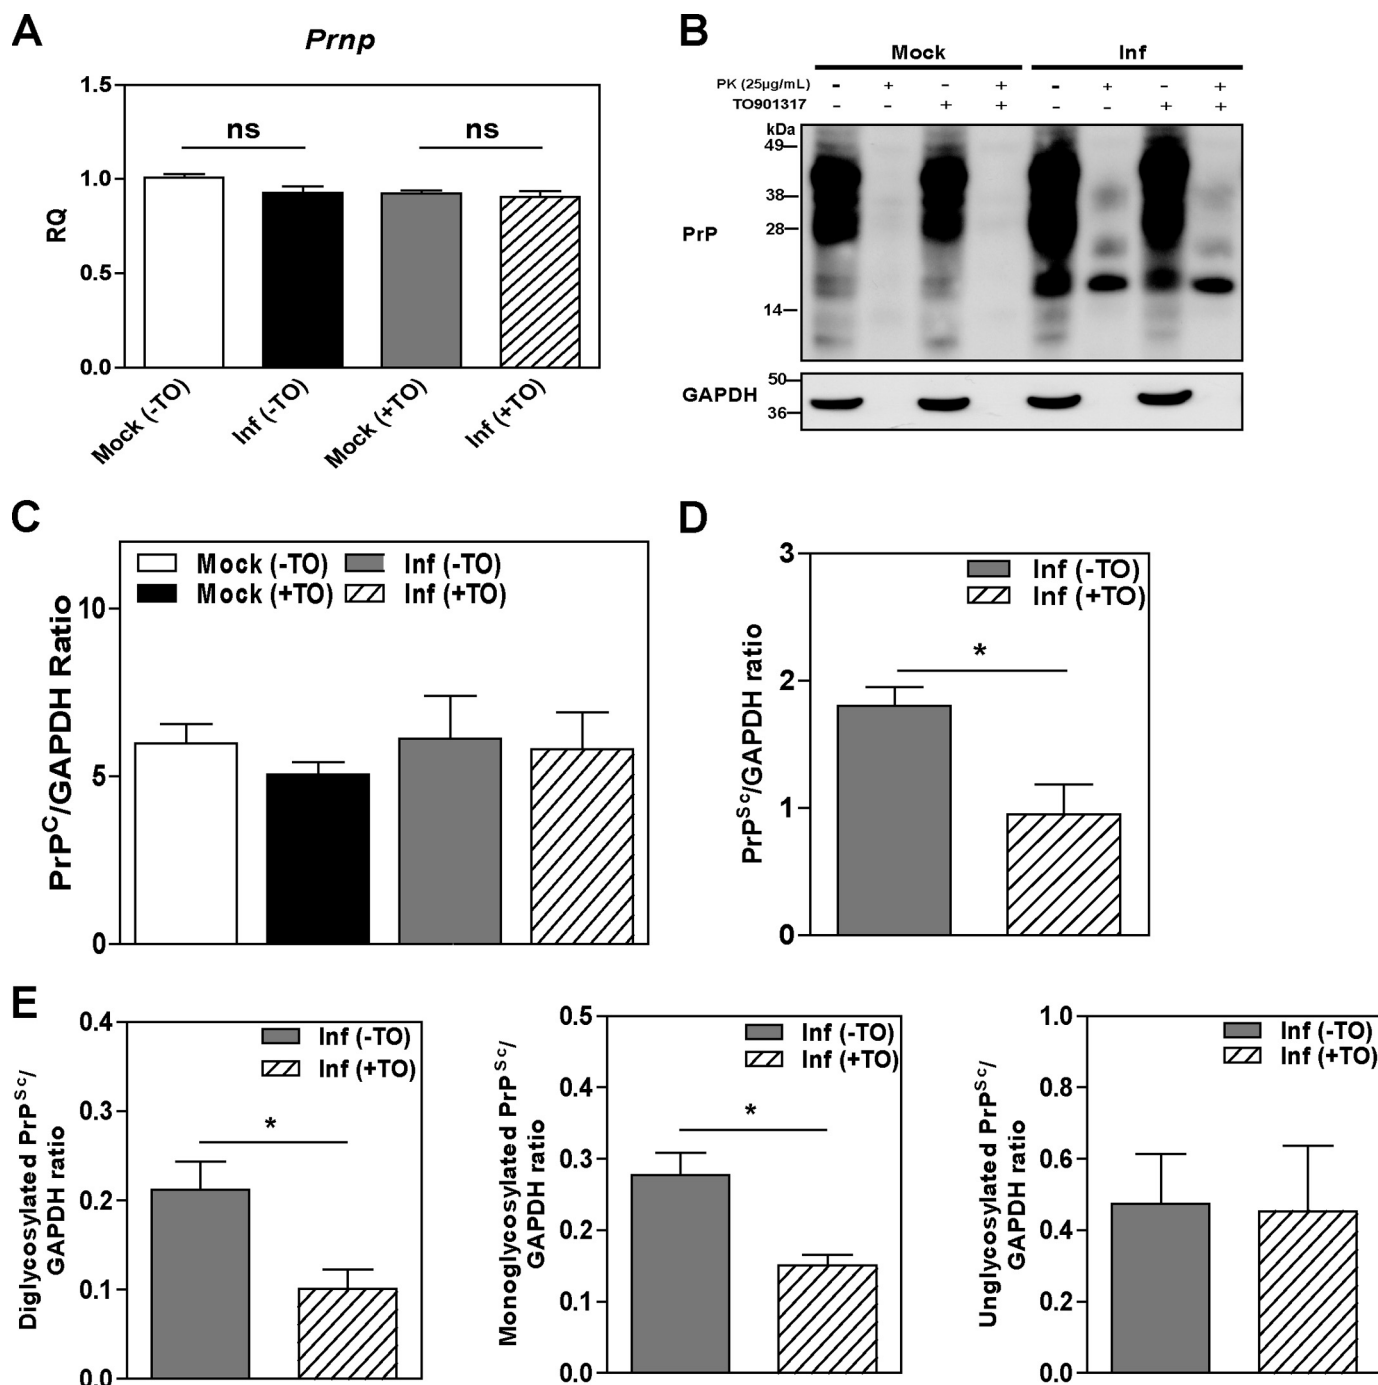 A
Prnp
1.5
1.0
0.5
0.0
RQ
ns
ns
Mock (-TO)
Inf (-TO)
Mock (+TO)
Inf (+TO)
B
Mock Inf
PK (25µg/mL) - + - + - + - +
TO901317 - - + + - - + +
kDa
49
38
28
14
PrP
50
36
GAPDH
C
Mock (-TO) Inf (-TO)
Mock (+TO) Inf (+TO)
10
5
0
PrP^C/GAPDH Ratio
D
Inf (-TO)
Inf (+TO)
3
2
1
0
PrP^Sc/GAPDH ratio
*
E
Inf (-TO)
Inf (+TO)
0.4
0.3
0.2
0.1
0.0
Diglycosylated PrP^Sc/
GAPDH ratio
*
Inf (-TO)
Inf (+TO)
0.5
0.4
0.3
0.2
0.1
0.0
Monoglycosylated PrP^Sc/
GAPDH ratio
*
Inf (-TO)
Inf (+TO)
1.0
0.8
0.6
0.4
0.2
0.0
Unglycosylated PrP^Sc/
GAPDH ratio